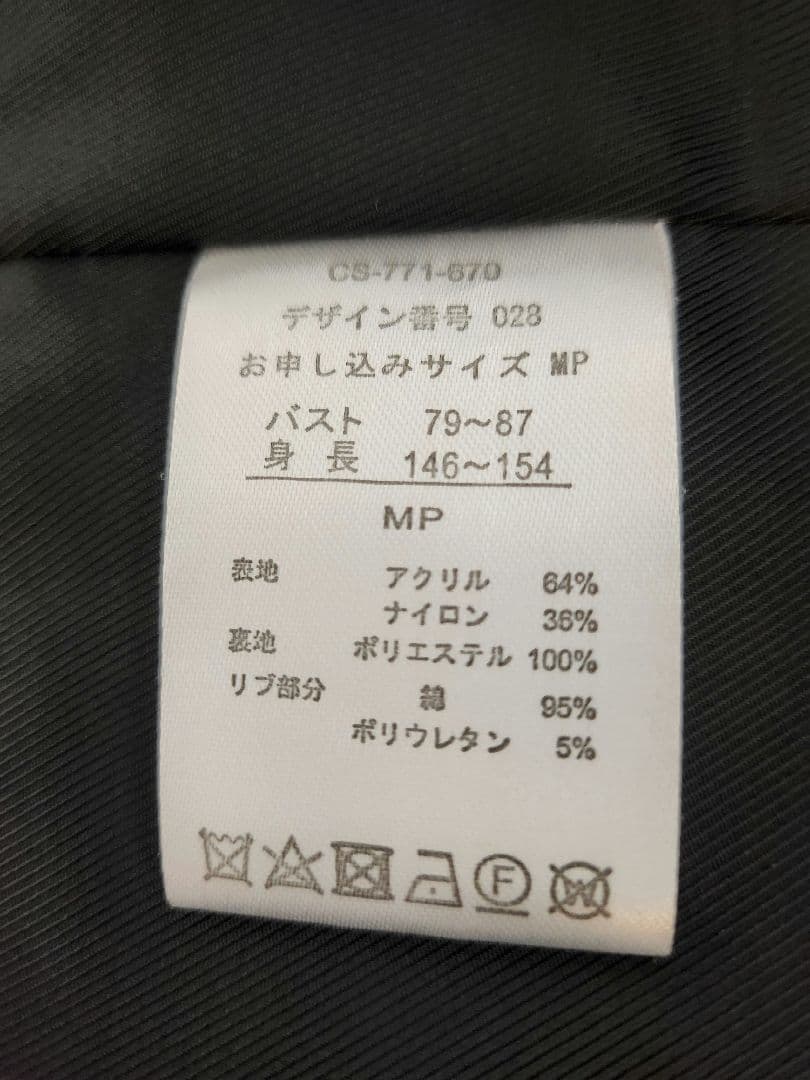 CS-771-670
デザイン番号 028
お申し込みサイズ MP
バスト 79~87
身 長 146~154
MP
表地 アクリル 64%
ナイロン 36%
裏地 ポリエステル 100%
リブ部分 綿 95%
ポリウレタン 5%
F W